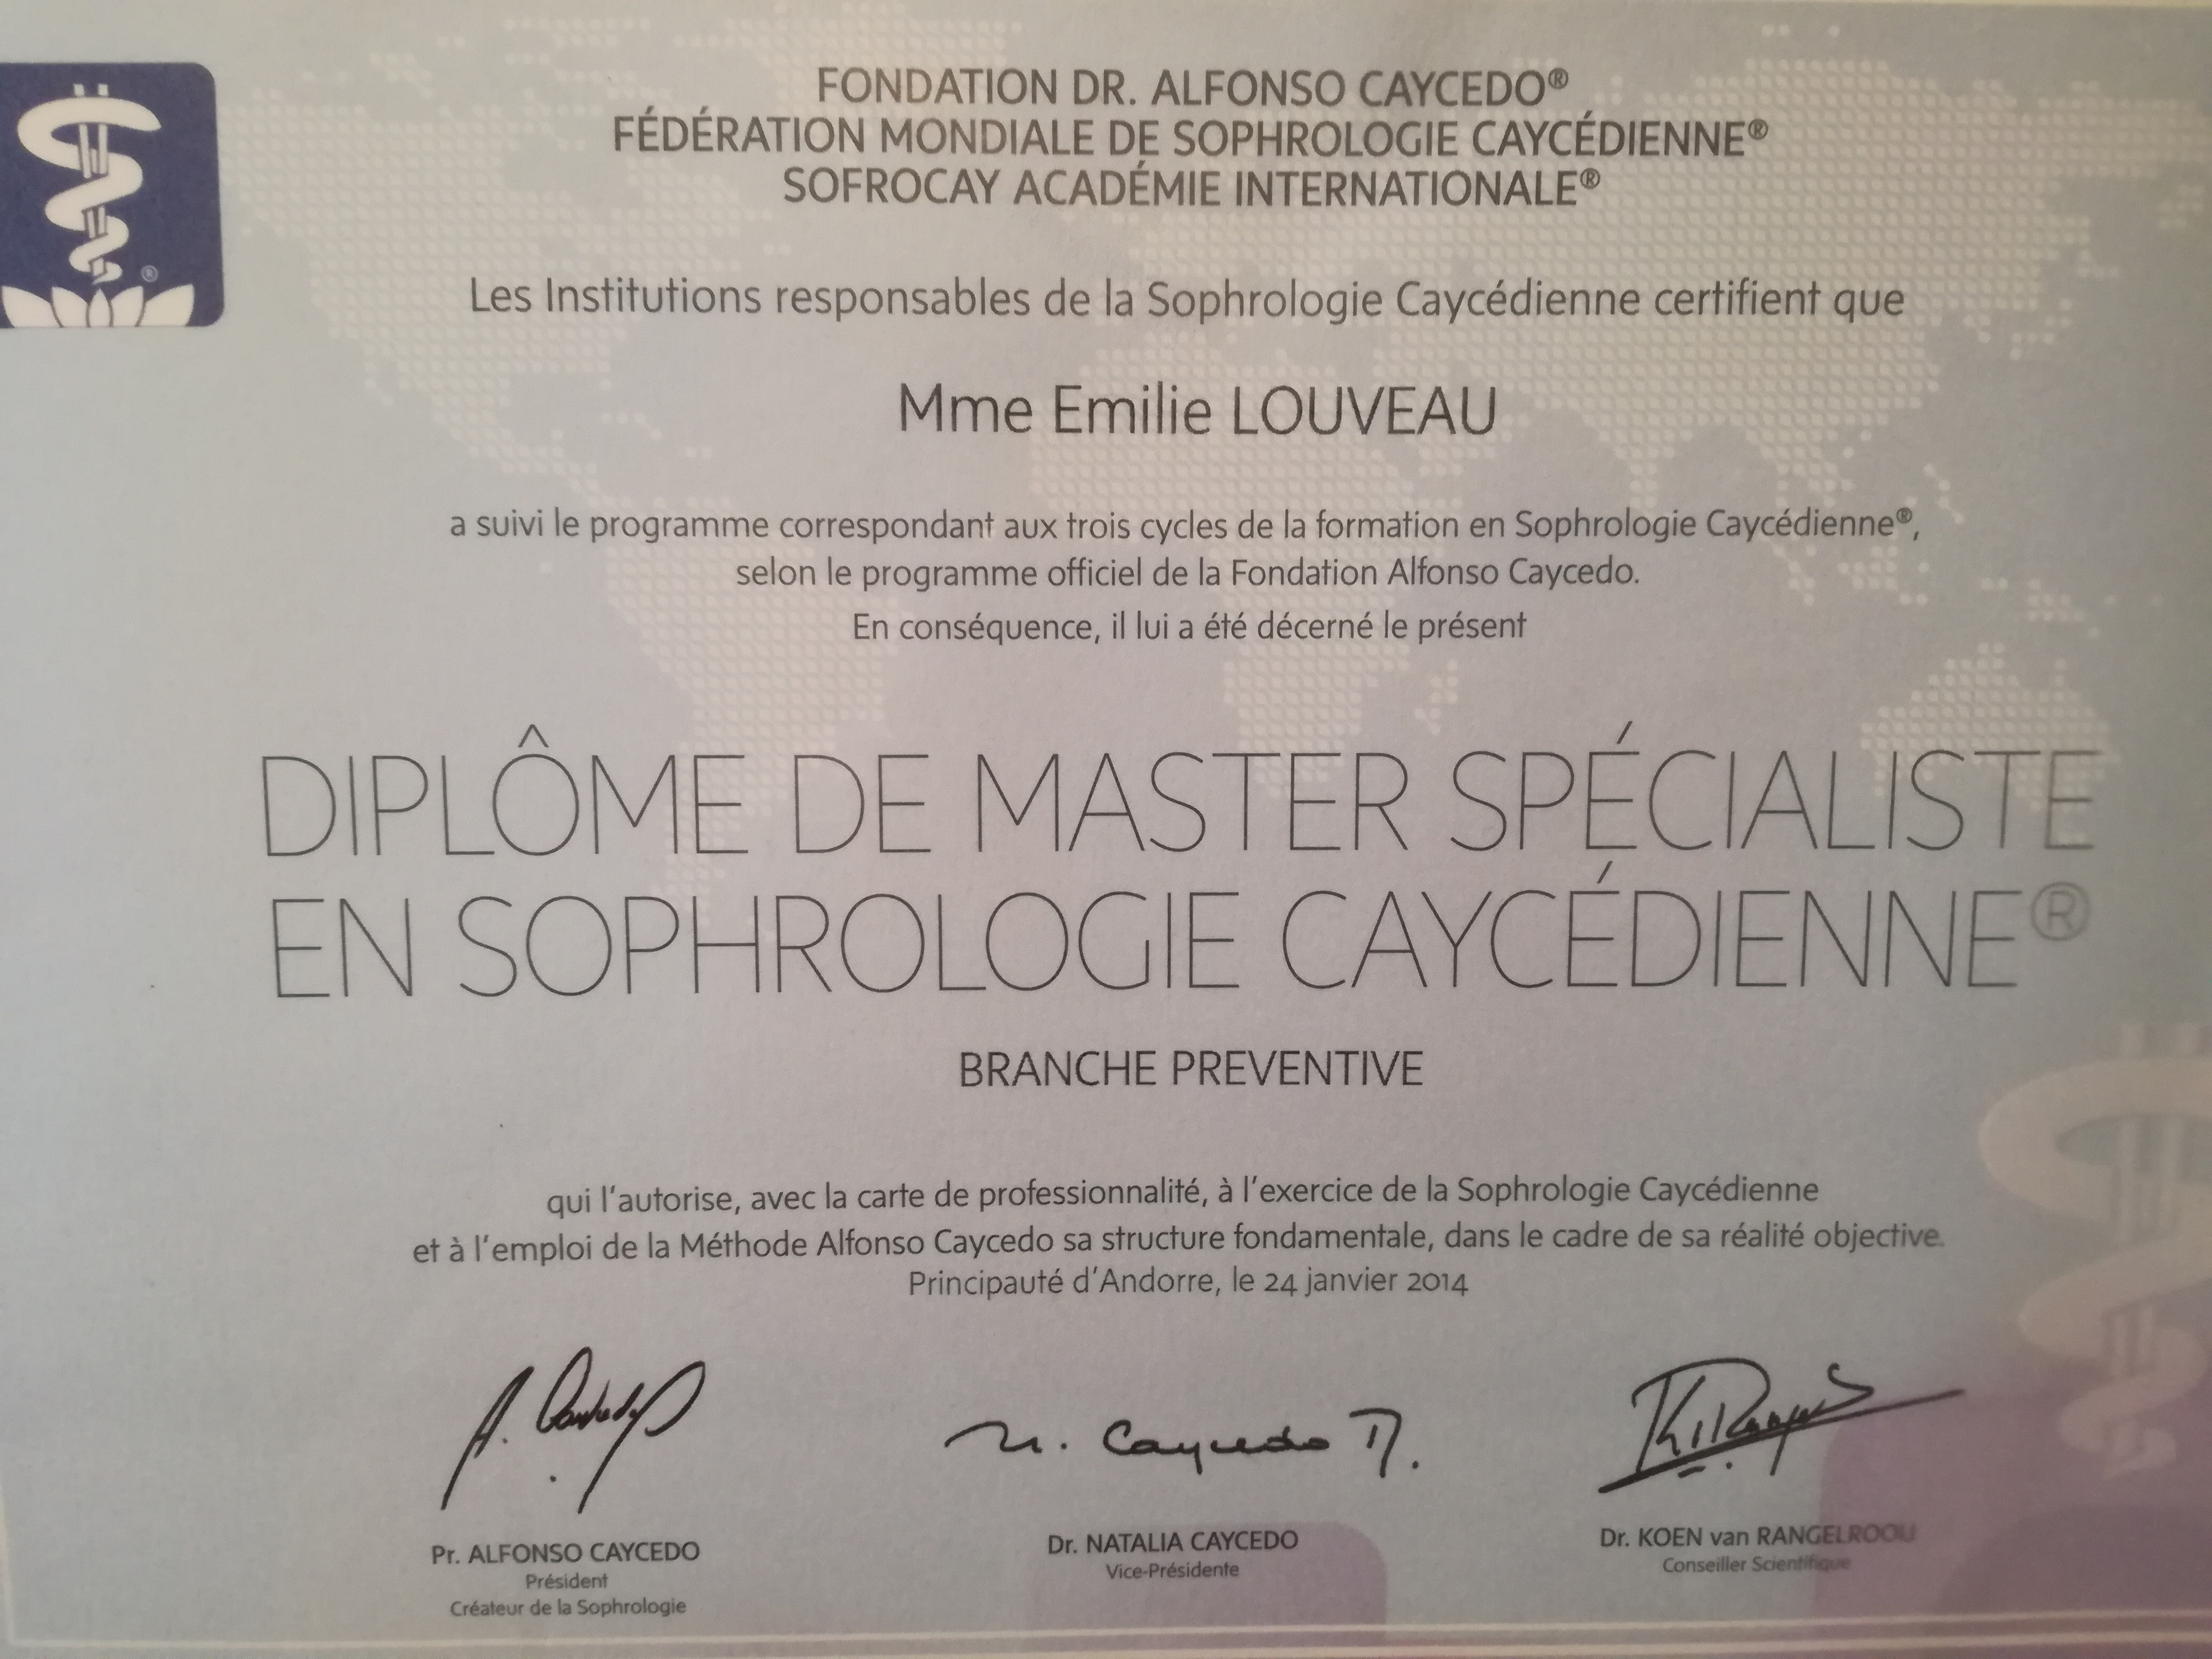 FONDATION DR. ALFONSO CAYCEDO®
FÉDÉRATION MONDIALE DE SOPHROLOGIE CAYCÉDIENNE®
SOFROCAY ACADÉMIE INTERNATIONALE®
Les Institutions responsables de la Sophrologie Caycédienne certifient que
Mme Emilie LOUVEAU
a suivi le programme correspondant aux trois cycles de la formation en Sophrologie Caycédienne®,
selon le programme officiel de la Fondation Alfonso Caycedo.
En conséquence, il lui a été décerné le présent
DIPLÔME DE MASTER SPÉCIALISTE
EN SOPHROLOGIE CAYCÉDIENNE®
BRANCHE PREVENTIVE
qui l'autorise, avec la carte de professionnalité, à l'exercice de la Sophrologie Caycédienne
et à l'emploi de la Méthode Alfonso Caycedo sa structure fondamentale, dans le cadre de sa réalité objective.
Principauté d'Andorre, le 24 janvier 2014
N. Caycedo
Pr. ALFONSO CAYCEDO
Président
Créateur de la Sophrologie
Dr. NATALIA CAYCEDO
Vice-Présidente
Dr. KOEN van RANGELROOIJ
Conseiller Scientifique